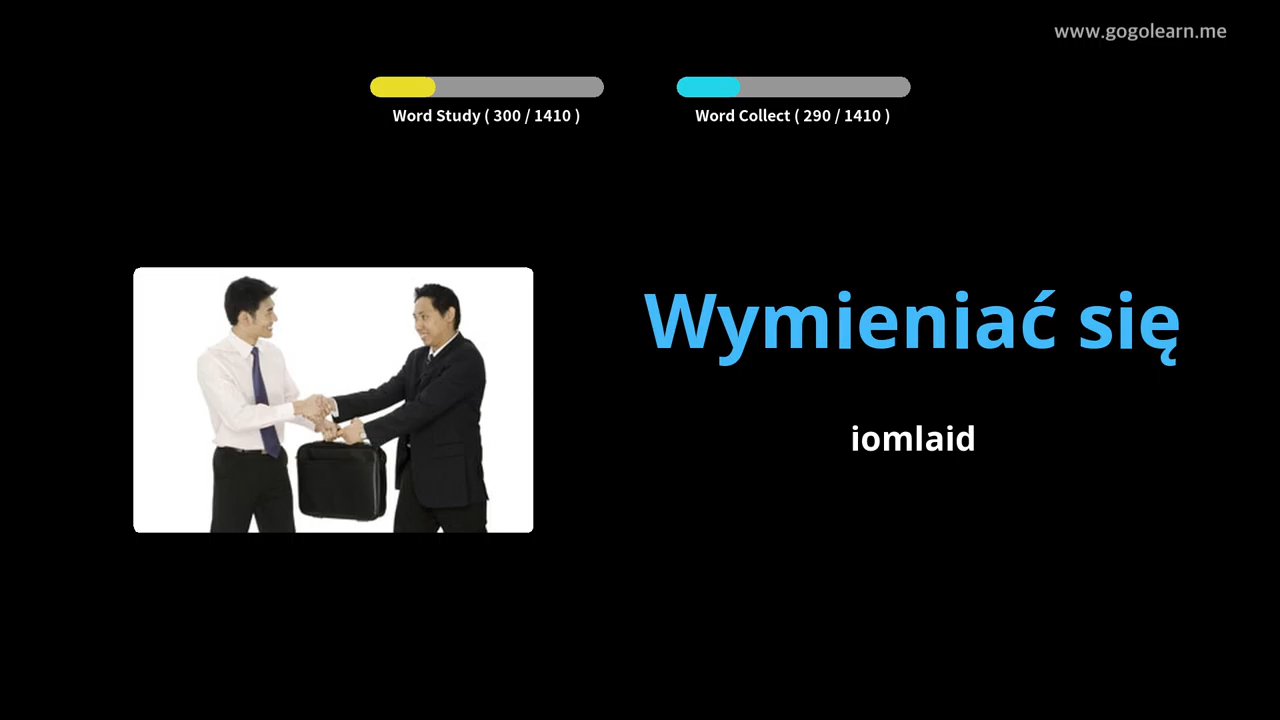 www.gogolearn.me
Word Study ( 300 / 1410 )
Word Collect ( 290 / 1410 )
Wymieniać się
iomlaid